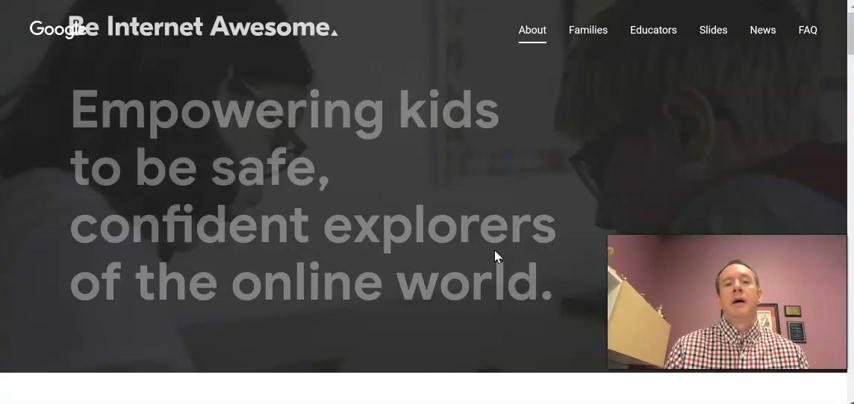 Google
Be Internet Awesome.
About Families Educators Slides News FAQ
Empowering kids
to be safe,
confident explorers
of the online world.